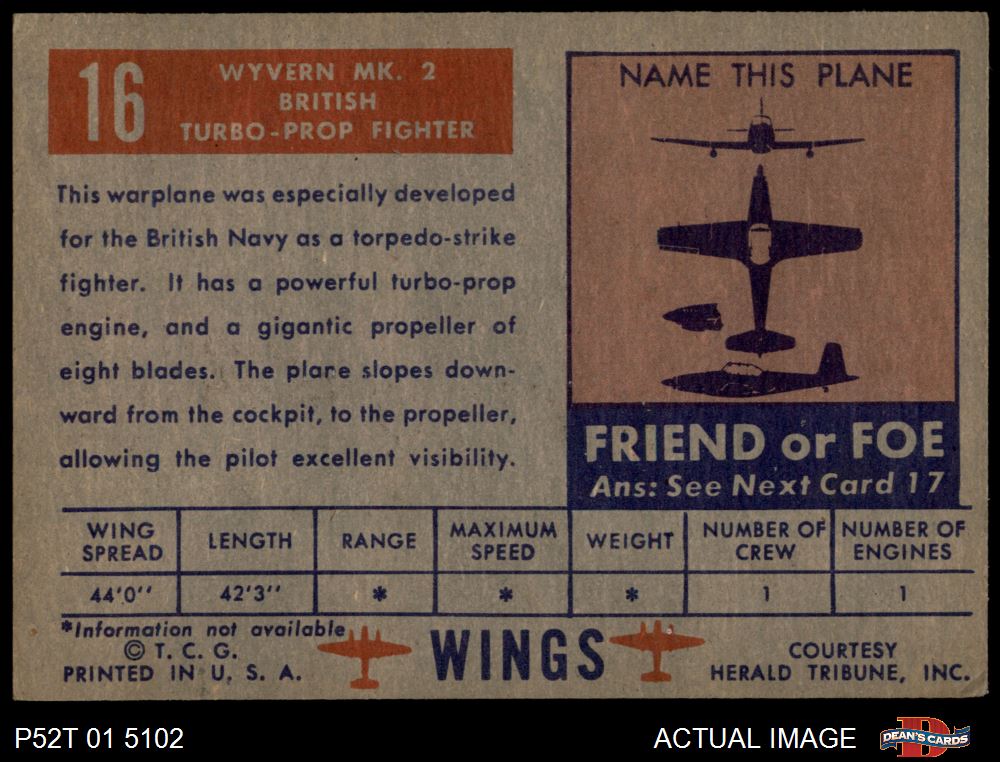 16
WYVERN MK. 2
BRITISH
TURBO-PROP FIGHTER
This warplane was especially developed
for the British Navy as a torpedo-strike
fighter. It has a powerful turbo-prop
engine, and a gigantic propeller of
eight blades. The plane slopes down-
ward from the cockpit, to the propeller,
allowing the pilot excellent visibility.
NAME THIS PLANE
FRIEND or FOE
Ans: See Next Card 17
WING SPREAD LENGTH RANGE MAXIMUM SPEED WEIGHT NUMBER OF CREW NUMBER OF ENGINES
44'0'' 42'3'' * * * 1 1
*Information not available
© T. C. G.
PRINTED IN U. S. A.
WINGS
COURTESY
HERALD TRIBUNE, INC.
P52T 01 5102
ACTUAL IMAGE
D
DEAN'S CARDS